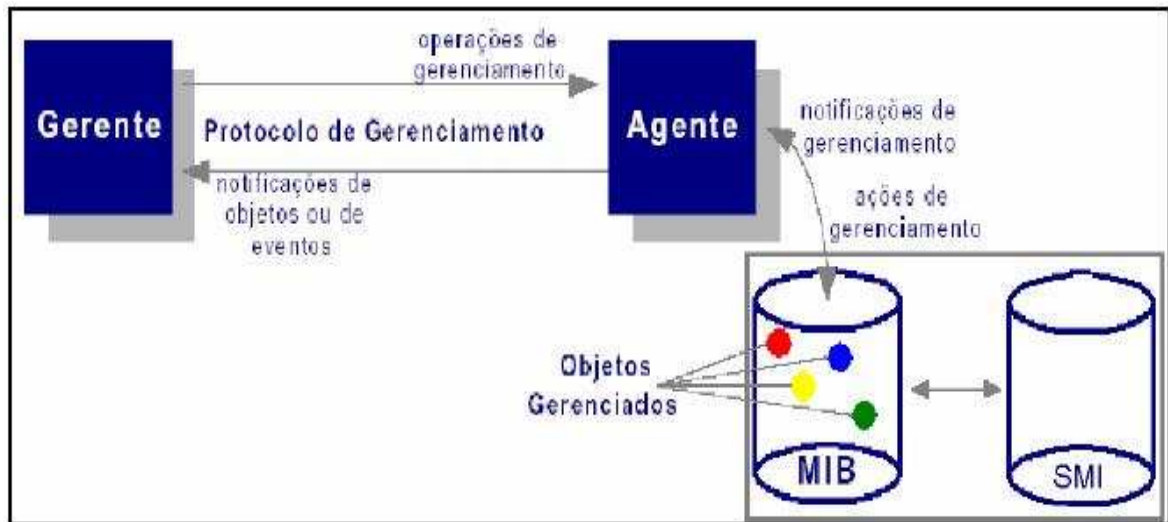 operações de
gerenciamento
Gerente
Protocolo de Gerenciamento
Agente
notificações de
objetos ou de
eventos
notificações de
gerenciamento
ações de
gerenciamento
Objetos
Gerenciados
MIB
SMI